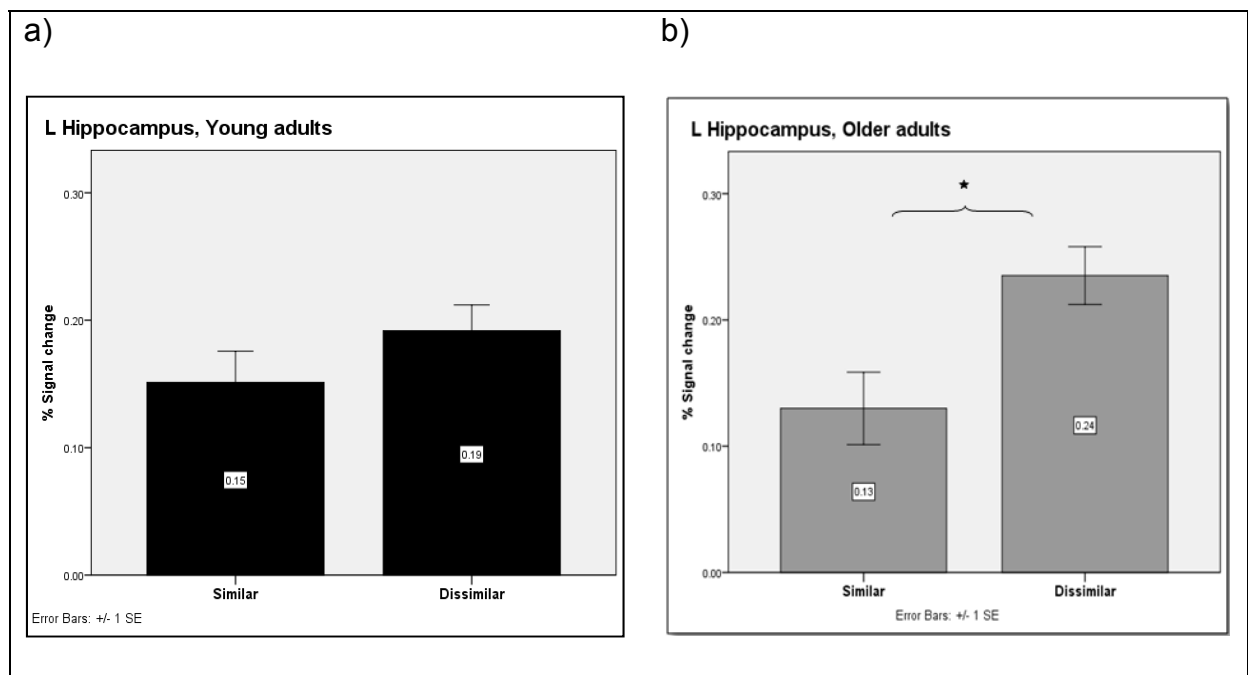 a)
b)
L Hippocampus, Young adults
0.30
0.20
0.10
0.00
% Signal change
0.15
0.19
Similar
Dissimilar
Error Bars: +/- 1 SE
L Hippocampus, Older adults
0.30
0.20
0.10
0.00
% Signal change
0.13
0.24
Similar
Dissimilar
Error Bars: +/- 1 SE